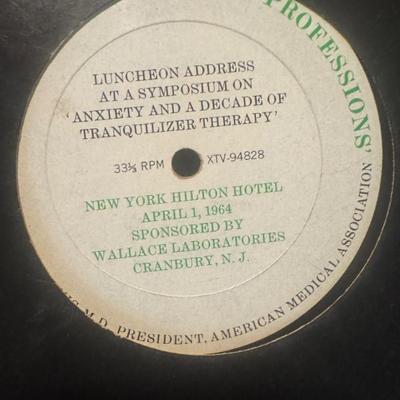 PROFESSIONS'
LUNCHEON ADDRESS
AT A SYMPOSIUM ON
'ANXIETY AND A DECADE OF
TRANQUILIZER THERAPY'
33⅓ RPM XTV-94828
NEW YORK HILTON HOTEL
APRIL 1, 1964
SPONSORED BY
WALLACE LABORATORIES
CRANBURY, N. J.
M.D. PRESIDENT, AMERICAN MEDICAL ASSOCIATION